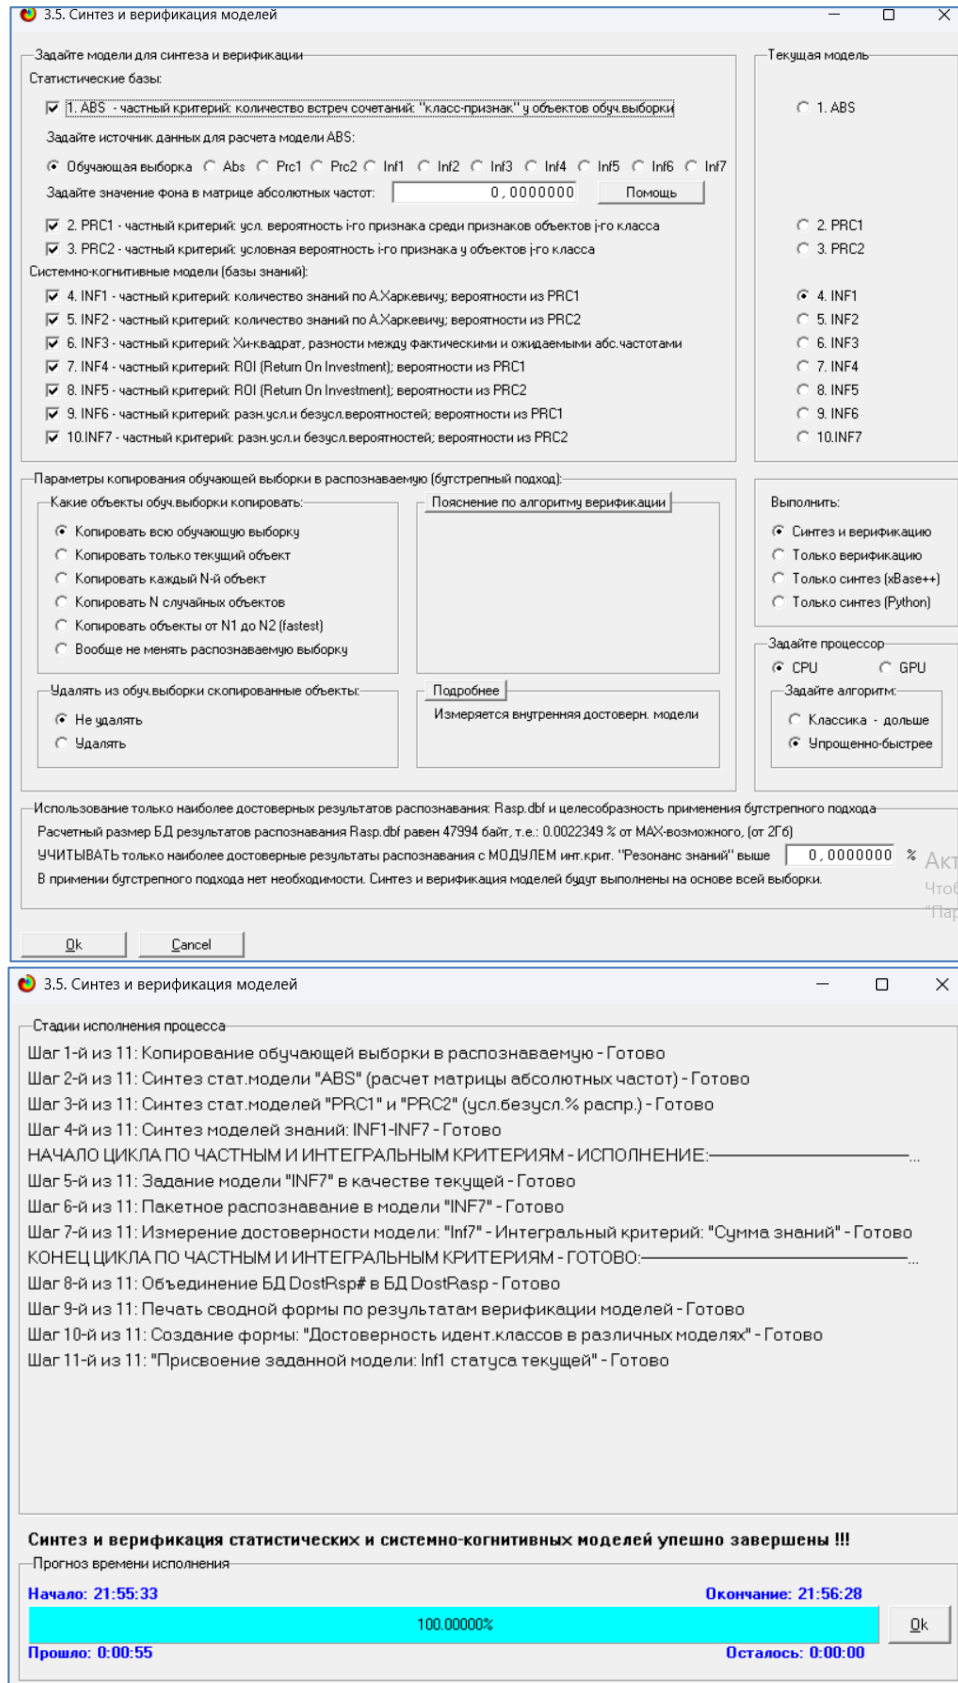 3.5. Синтез и верификация моделей
Задайте модели для синтеза и верификации
Текущая модель
Статистические базы:
1. ABS - частный критерий: количество встреч сочетаний: "класс-признак" у объектов обуч.выборки
1. ABS
Задайте источник данных для расчета модели ABS:
Обучающая выборка Abs Prc1 Prc2 Inf1 Inf2 Inf3 Inf4 Inf5 Inf6 Inf7
Задайте значение фона в матрице абсолютных частот: 0,0000000 Помощь
2. PRC1 - частный критерий: усл. вероятность i-го признака среди признаков объектов j-го класса
2. PRC1
3. PRC2 - частный критерий: условная вероятность i-го признака у объектов j-го класса
3. PRC2
Системно-когнитивные модели (базы знаний):
4. INF1 - частный критерий: количество знаний по А.Харкевичу; вероятности из PRC1
4. INF1
5. INF2 - частный критерий: количество знаний по А.Харкевичу; вероятности из PRC2
5. INF2
6. INF3 - частный критерий: Хи-квадрат, разности между фактическими и ожидаемыми абс.частотами
6. INF3
7. INF4 - частный критерий: ROI (Return On Investment); вероятности из PRC1
7. INF4
8. INF5 - частный критерий: ROI (Return On Investment); вероятности из PRC2
8. INF5
9. INF6 - частный критерий: разн.усл.и безусл.вероятностей; вероятности из PRC1
9. INF6
10.INF7 - частный критерий: разн.усл.и безусл.вероятностей; вероятности из PRC2
10.INF7
Параметры копирования обучающей выборки в распознаваемую (бутстрепный подход):
Какие объекты обуч.выборки копировать:
Копировать всю обучающую выборку
Копировать только текущий объект
Копировать каждый N-й объект
Копировать N случайных объектов
Копировать объекты от N1 до N2 (fastest)
Вообще не менять распознаваемую выборку
Пояснение по алгоритму верификации
Выполнить:
Синтез и верификацию
Только верификацию
Только синтез (xBase++)
Только синтез (Python)
Удалять из обуч.выборки скопированные объекты:
Не удалять
Удалять
Подробнее
Измеряется внутренняя достоверн. модели
Задайте процессор
CPU GPU
Задайте алгоритм:
Классика - дольше
Упрощенно-быстрее
Использование только наиболее достоверных результатов распознавания: Rasp.dbf и целесобразность применения бутстрепного подхода
Расчетный размер БД результатов распознавания Rasp.dbf равен 47994 байт, т.е.: 0.0022349 % от MAX-возможного, (от 2Гб)
УЧИТЫВАТЬ только наиболее достоверные результаты распознавания с МОДУЛЕМ инт.крит. "Резонанс знаний" выше 0,0000000 %
В примении бутстрепного подхода нет необходимости. Синтез и верификация моделей будут выполнены на основе всей выборки.
Акт
Чтоб
"Пар
Ok Cancel
3.5. Синтез и верификация моделей
Стадии исполнения процесса
Шаг 1-й из 11: Копирование обучающей выборки в распознаваемую - Готово
Шаг 2-й из 11: Синтез стат.модели "ABS" (расчет матрицы абсолютных частот) - Готово
Шаг 3-й из 11: Синтез стат.моделей "PRC1" и "PRC2" (усл.безусл.% распр.) - Готово
Шаг 4-й из 11: Синтез моделей знаний: INF1-INF7 - Готово
НАЧАЛО ЦИКЛА ПО ЧАСТНЫМ И ИНТЕГРАЛЬНЫМ КРИТЕРИЯМ - ИСПОЛНЕНИЕ:—————...
Шаг 5-й из 11: Задание модели "INF7" в качестве текущей - Готово
Шаг 6-й из 11: Пакетное распознавание в модели "INF7" - Готово
Шаг 7-й из 11: Измерение достоверности модели: "Inf7" - Интегральный критерий: "Сумма знаний" - Готово
КОНЕЦ ЦИКЛА ПО ЧАСТНЫМ И ИНТЕГРАЛЬНЫМ КРИТЕРИЯМ - ГОТОВО:—————...
Шаг 8-й из 11: Объединение БД DostRsp# в БД DostRasp - Готово
Шаг 9-й из 11: Печать сводной формы по результатам верификации моделей - Готово
Шаг 10-й из 11: Создание формы: "Достоверность идент.классов в различных моделях" - Готово
Шаг 11-й из 11: "Присвоение заданной модели: Inf1 статуса текущей" - Готово
Синтез и верификация статистических и системно-когнитивных моделей упешно завершены !!!
Прогноз времени исполнения
Начало: 21:55:33
Окончание: 21:56:28
100.00000%
Ok
Прошло: 0:00:55
Осталось: 0:00:00